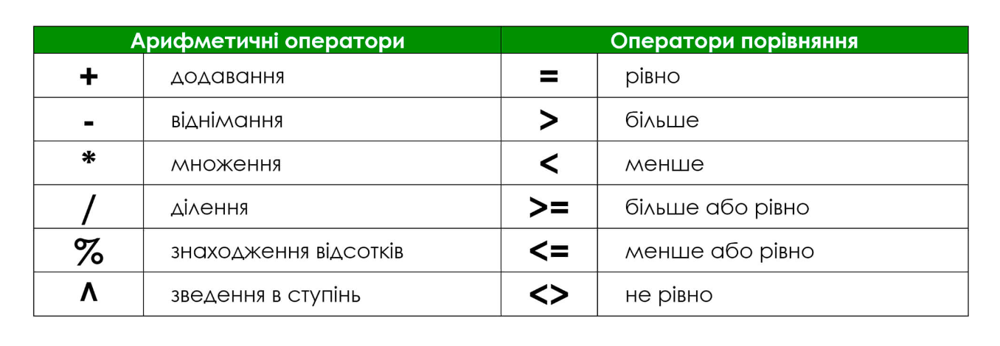 Арифметичні оператори Оператори порівняння
+ додавання = рівно
- віднімання > більше
* множення < менше
/ ділення >= більше або рівно
% знаходження відсотків <= менше або рівно
^ зведення в ступінь <> не рівно